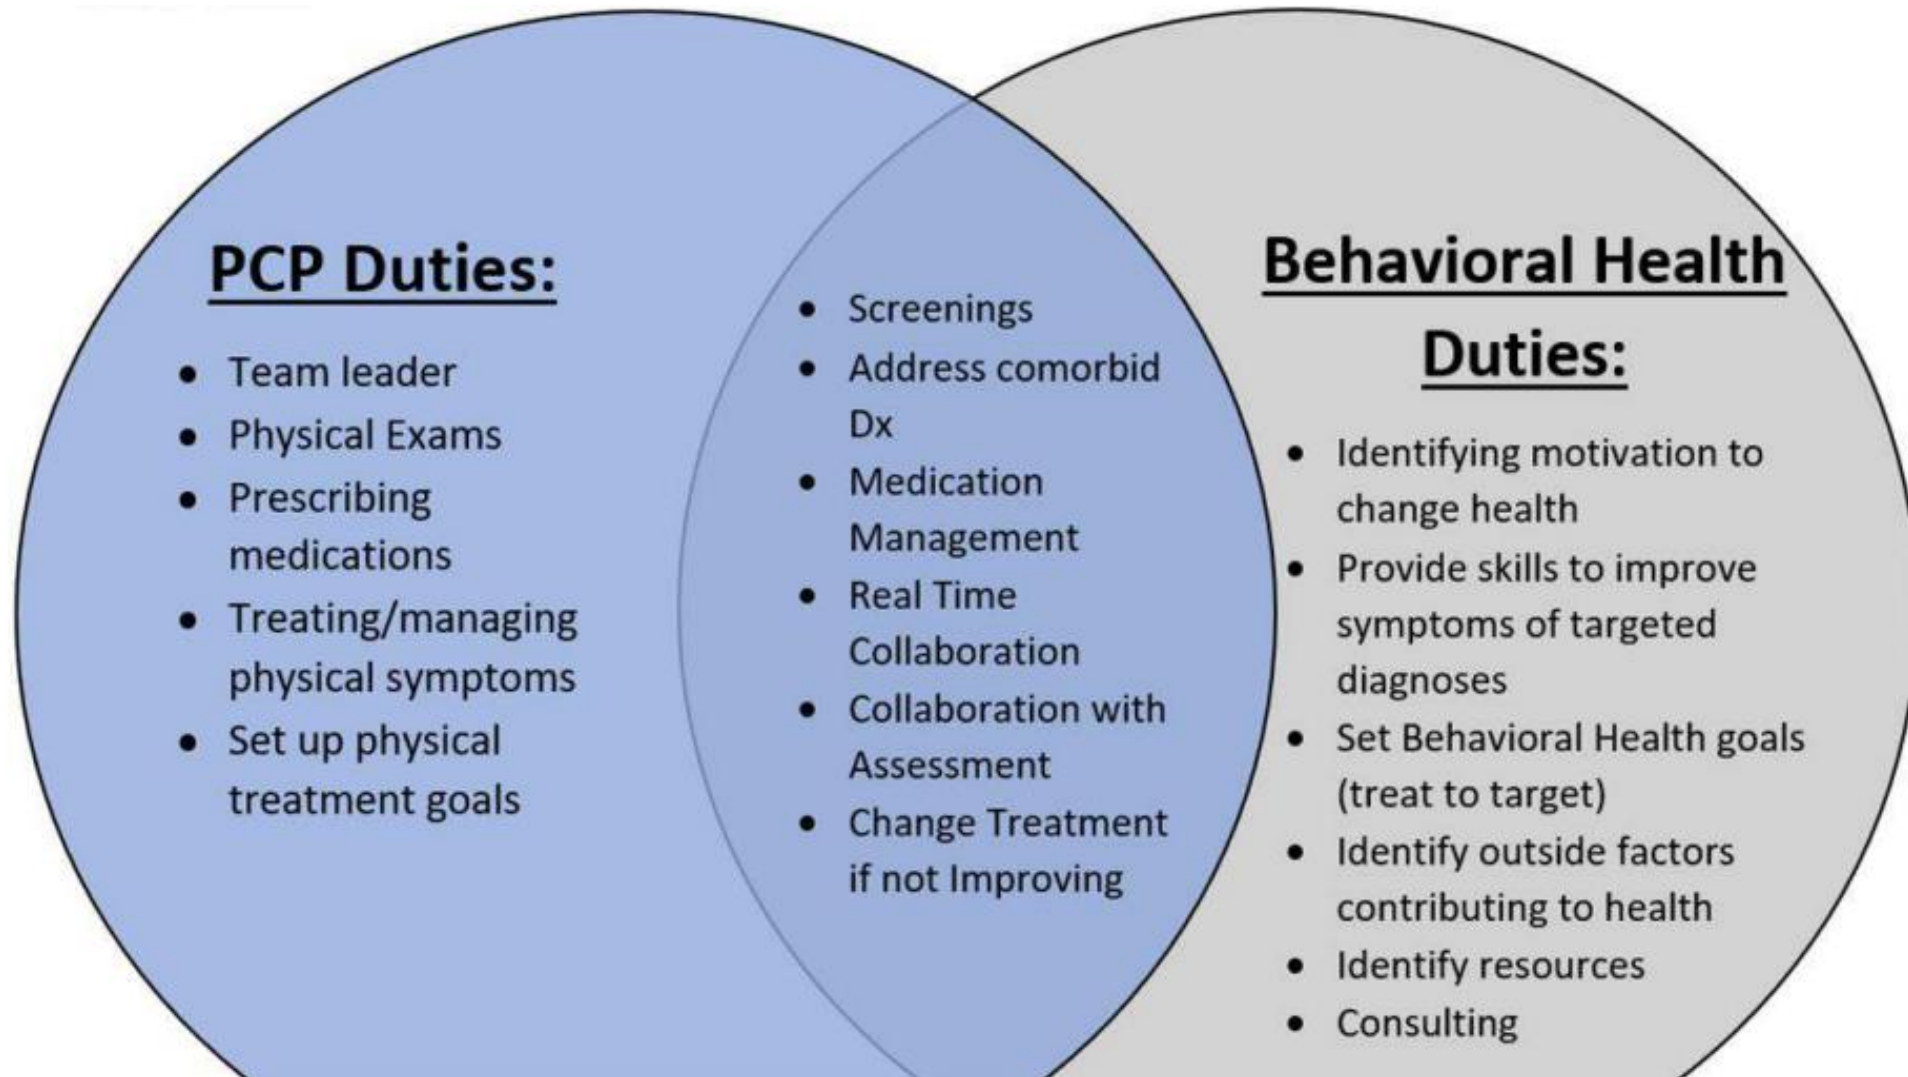 PCP Duties:
• Team leader
• Physical Exams
• Prescribing
medications
• Treating/managing
physical symptoms
• Set up physical
treatment goals
• Screenings
• Address comorbid
Dx
• Medication
Management
• Real Time
Collaboration
• Collaboration with
Assessment
• Change Treatment
if not Improving
Behavioral Health
Duties:
• Identifying motivation to
change health
• Provide skills to improve
symptoms of targeted
diagnoses
• Set Behavioral Health goals
(treat to target)
• Identify outside factors
contributing to health
• Identify resources
• Consulting